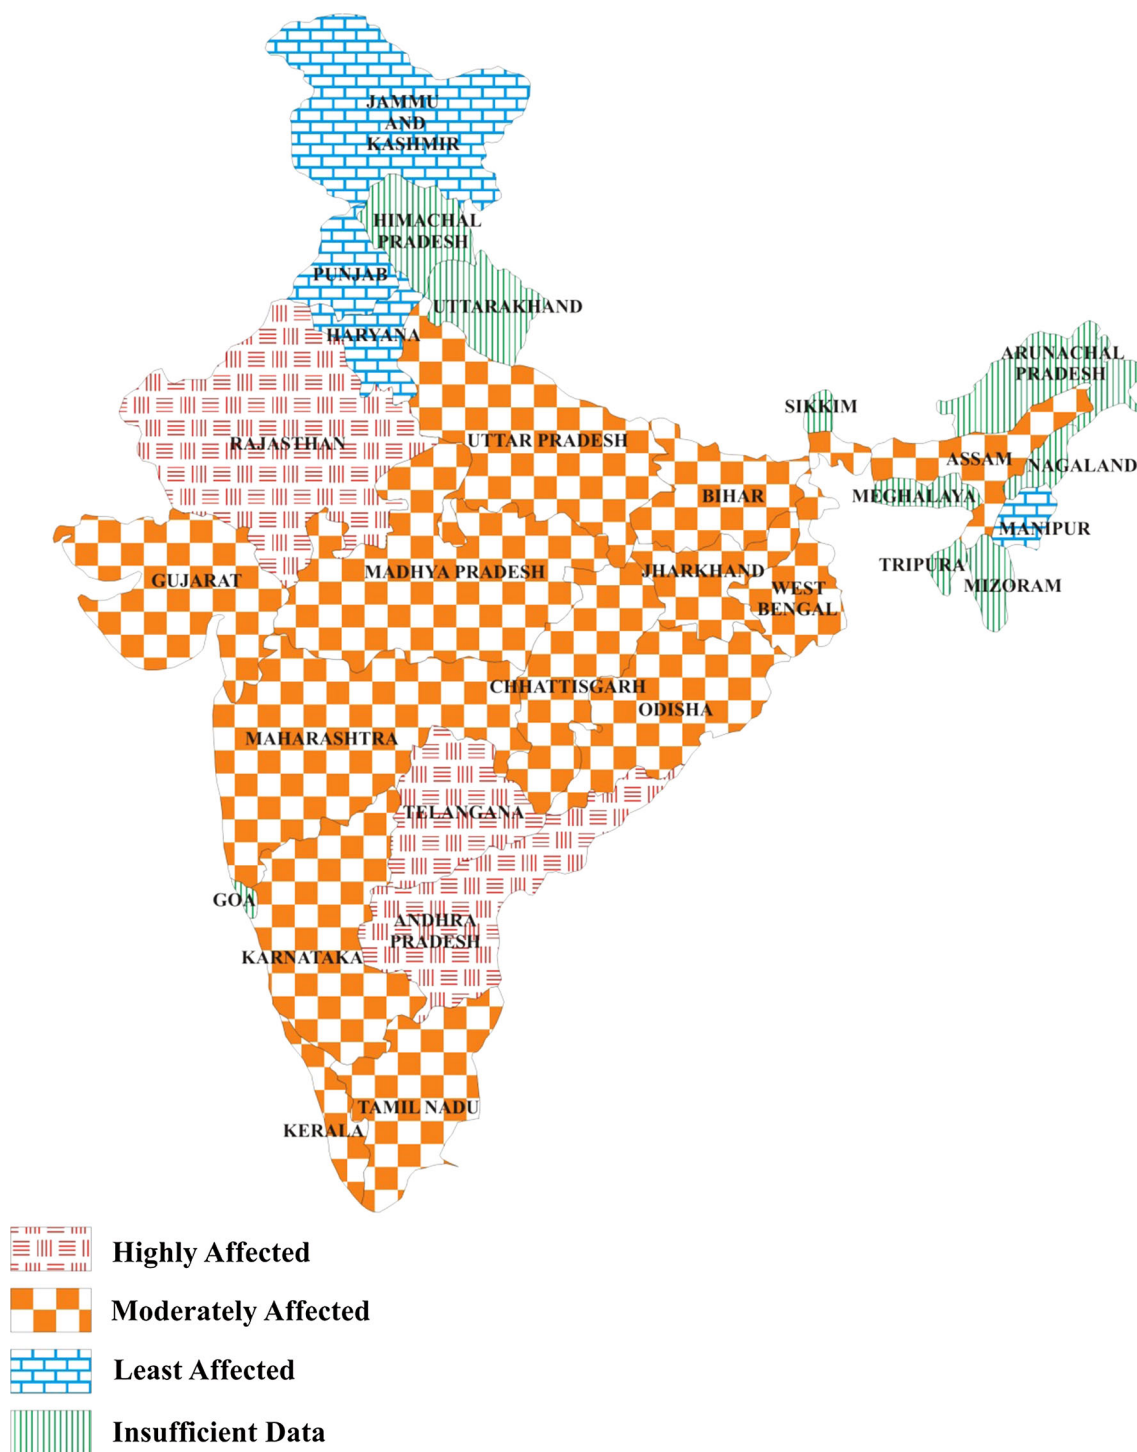 JAMMU
AND
KASHMIR
HIMACHAL
PRADESH
PUNJAB
UTTARAKHAND
HARYANA
ARUNACHAL
PRADESH
SIKKIM
RAJASTHAN
UTTAR PRADESH
ASSAM
NAGALAND
BIHAR
MEGHALAYA
MANIPUR
TRIPURA
MIZORAM
GUJARAT
MADHYA PRADESH
JHARKHAND
WEST
BENGAL
CHHATTISGARH
ODISHA
MAHARASHTRA
TELANGANA
GOA
ANDHRA
PRADESH
KARNATAKA
TAMIL NADU
KERALA
Highly Affected
Moderately Affected
Least Affected
Insufficient Data